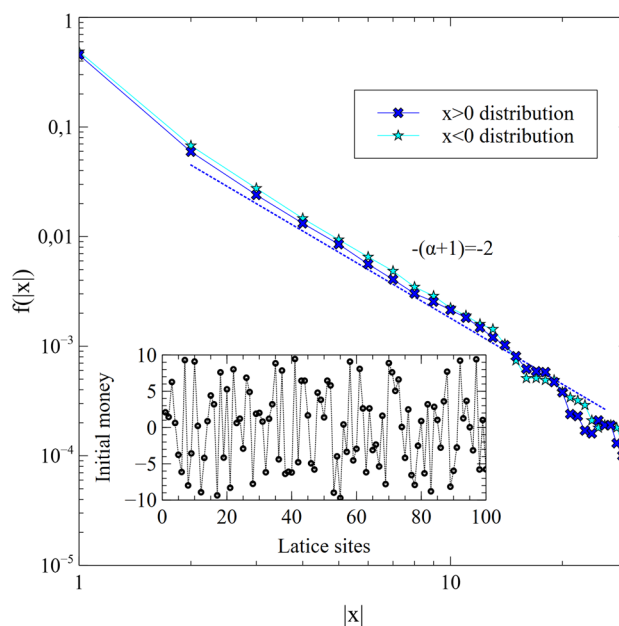 1
0.1
0,01
10⁻³
10⁻⁴
10⁻⁵
f(|x|)
1
10
|x|
x>0 distribution
x<0 distribution
-(α+1)=-2
10
5
0
−5
−10
Initial money
0
20
40
60
80
100
Latice sites